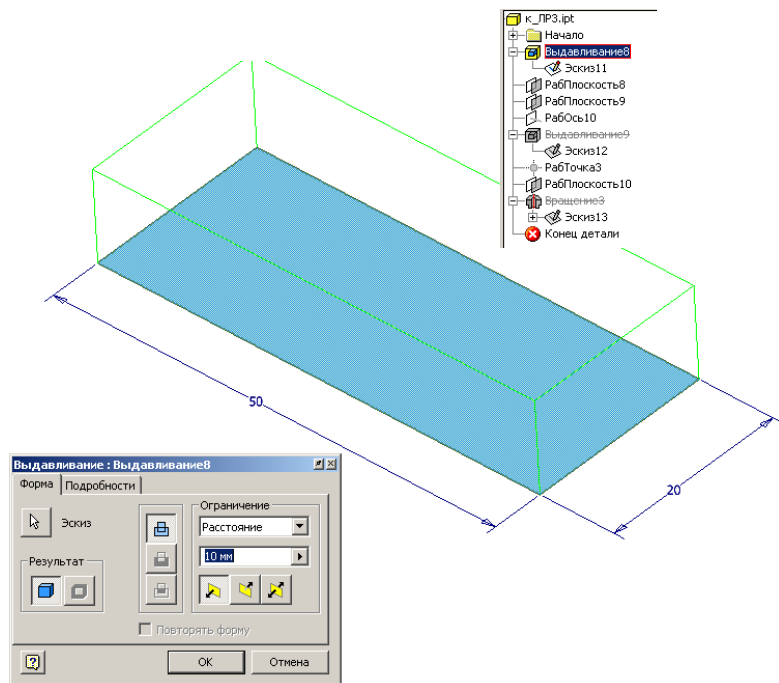 к_ЛР3.ipt
Начало
Выдавливание8
Эскиз11
РабПлоскость8
РабПлоскость9
РабОсь10
Выдавливание9
Эскиз12
РабТочка3
РабПлоскость10
Вращение3
Эскиз13
Конец детали
50
20
Выдавливание : Выдавливание8
Форма
Подробности
Эскиз
Ограничение
Расстояние
10 мм
Результат
Повторять форму
ОК
Отмена